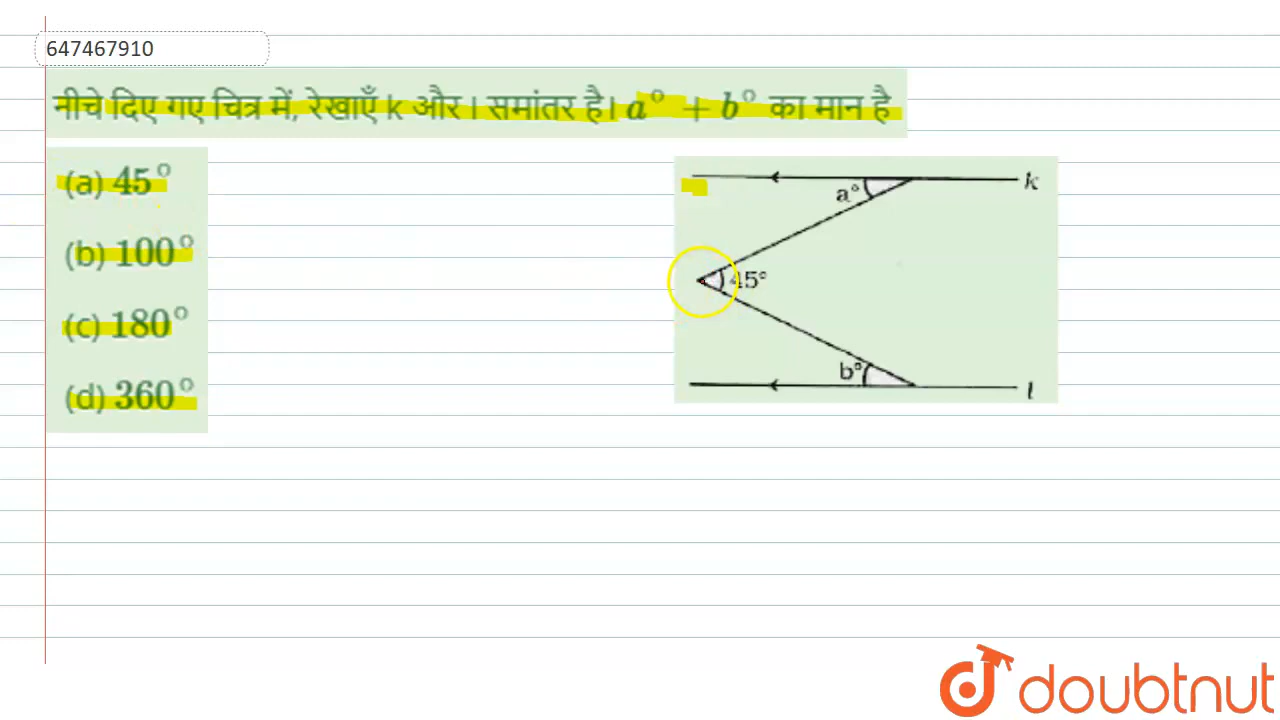 647467910
नीचे दिए गए चित्र में, रेखाएँ k और l समांतर है। a° + b° का मान है
(a) 45°
(b) 100°
(c) 180°
(d) 360°
k
a°
45°
b°
l
doubtnut